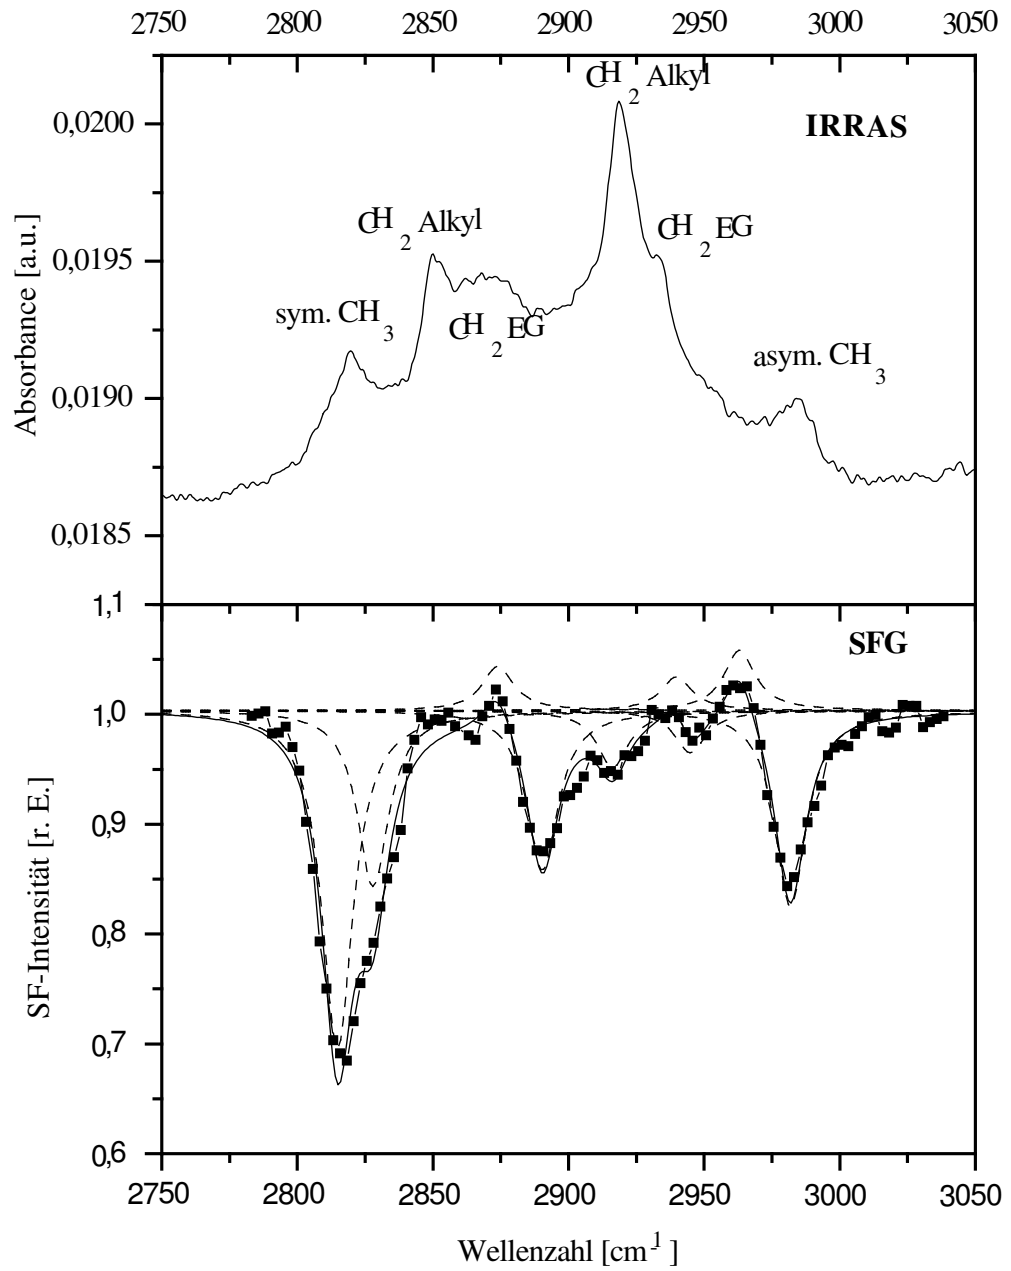 2750 2800 2850 2900 2950 3000 3050
CH2 Alkyl
0,0200
IRRAS
CH2 Alkyl
CH2 EG
0,0195
sym. CH3
CH2 EG
asym. CH3
0,0190
0,0185
Absorbance [a.u.]
1,1
SFG
1,0
0,9
0,8
0,7
0,6
SF-Intensität [r. E.]
2750 2800 2850 2900 2950 3000 3050
Wellenzahl [cm-1]